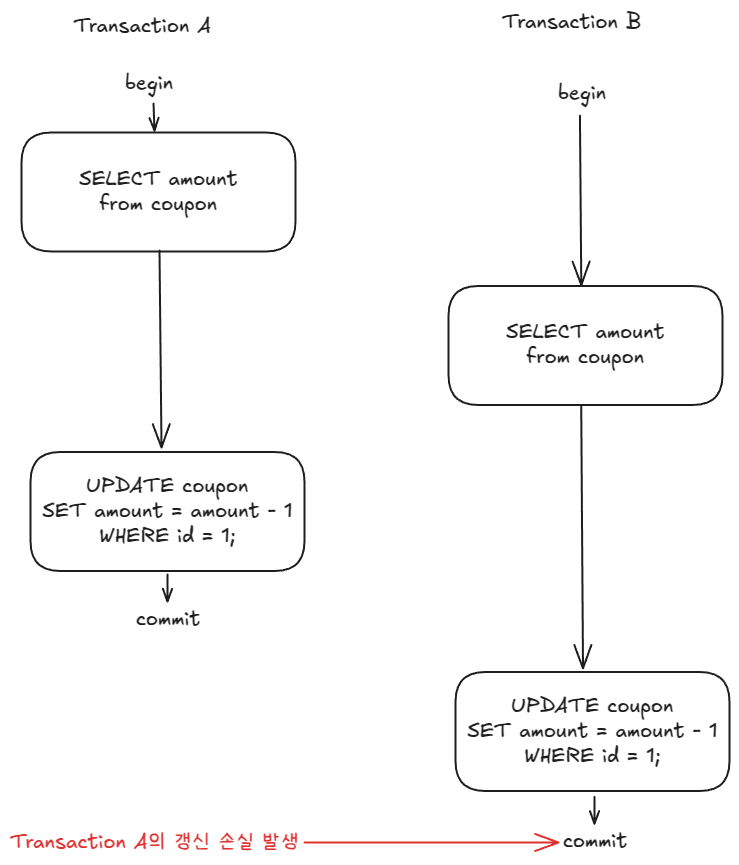 Transaction A
begin
SELECT amount
from coupon
UPDATE coupon
SET amount = amount - 1
WHERE id = 1;
commit
Transaction B
begin
SELECT amount
from coupon
UPDATE coupon
SET amount = amount - 1
WHERE id = 1;
commit
Transaction A의 갱신 손실 발생